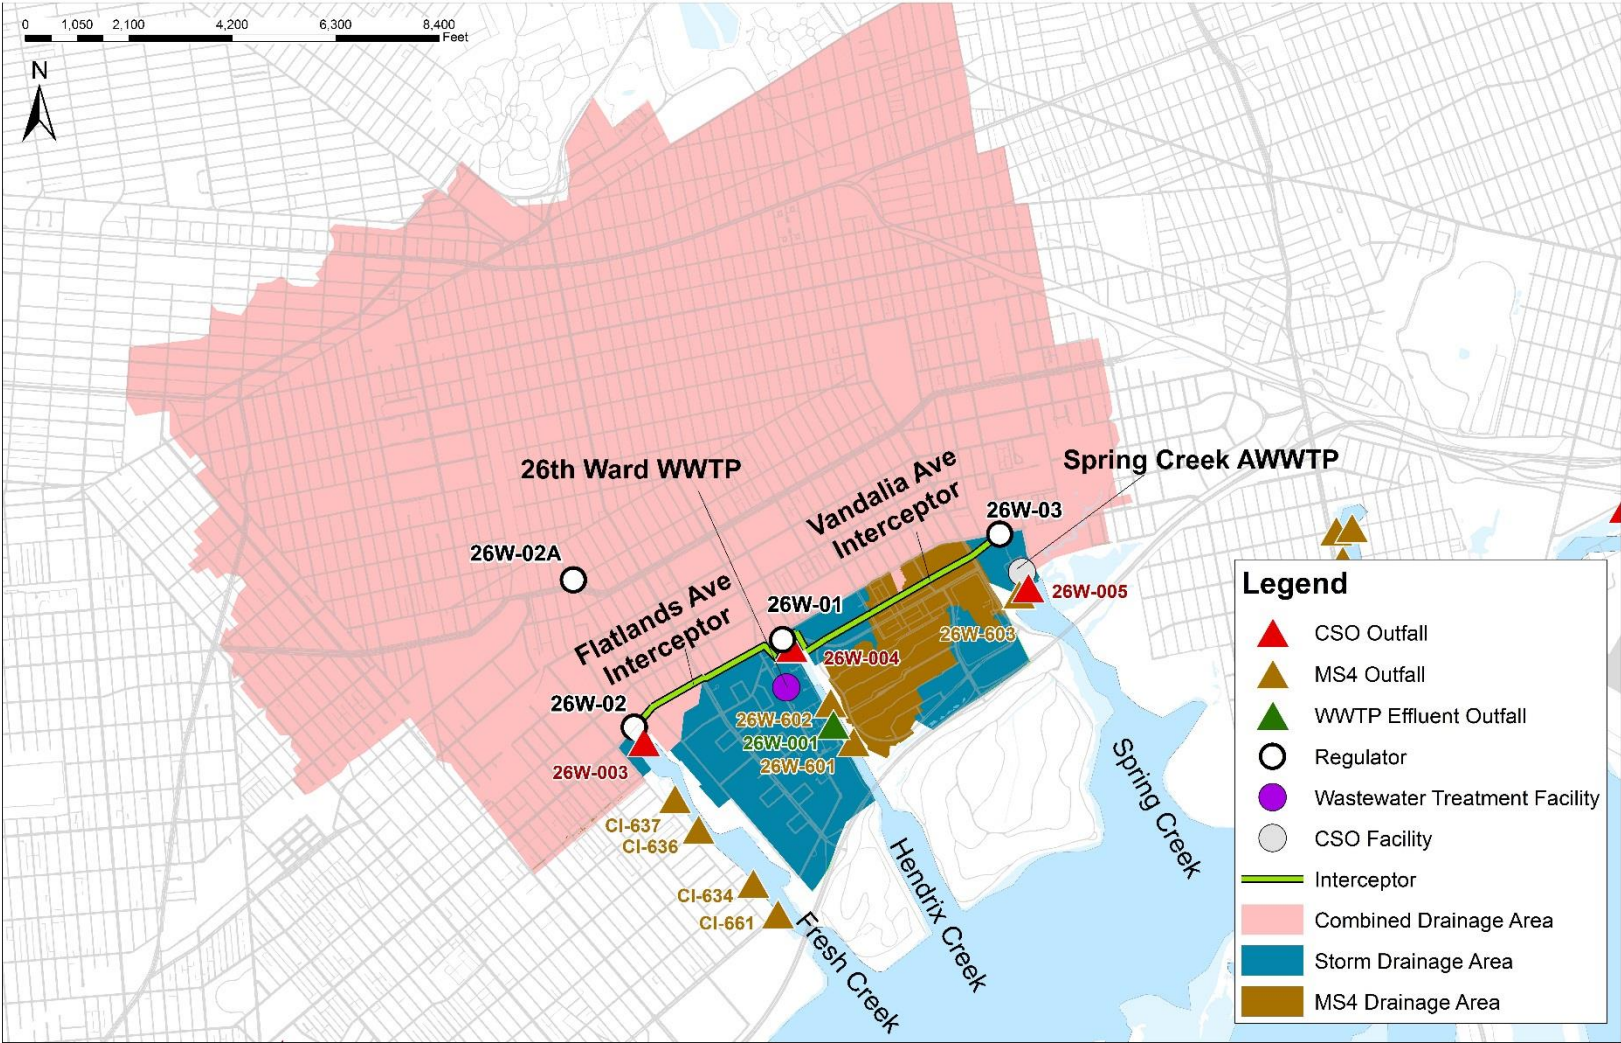 0 1,050 2,100 4,200 6,300 8,400
Feet
N
26th Ward WWTP
Vandalia Ave
Interceptor
Spring Creek AWWTP
26W-03
26W-02A
Flatlands Ave
Interceptor
26W-01
26W-005
26W-603
26W-004
26W-02
26W-602
26W-001
26W-601
26W-003
CI-637
CI-636
CI-634
CI-661
Fresh Creek
Hendrix Creek
Spring Creek
Legend
CSO Outfall
MS4 Outfall
WWTP Effluent Outfall
Regulator
Wastewater Treatment Facility
CSO Facility
Interceptor
Combined Drainage Area
Storm Drainage Area
MS4 Drainage Area